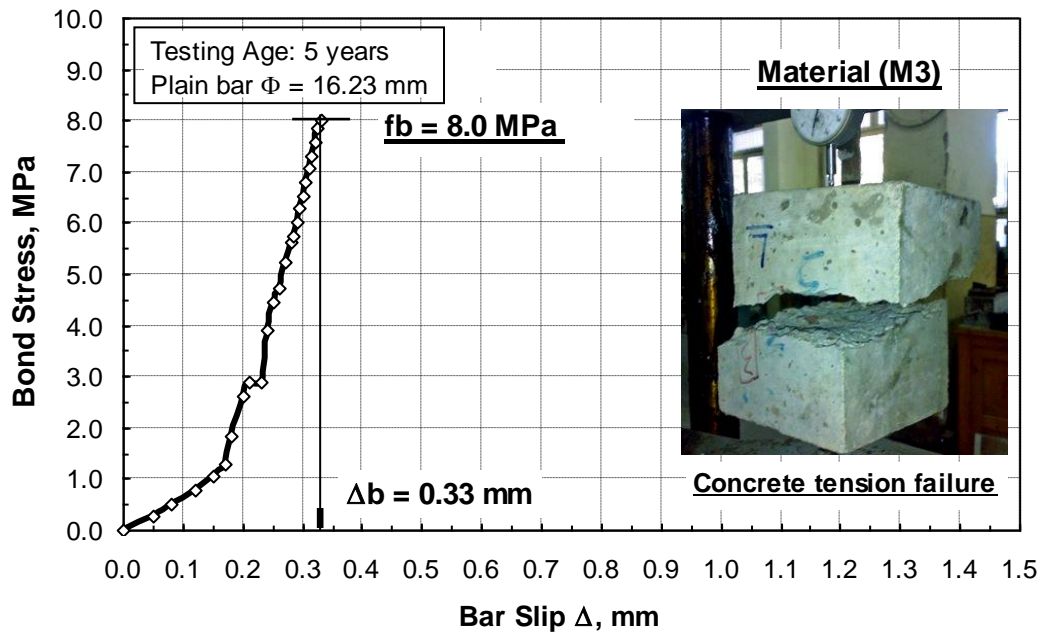 Testing Age: 5 years
Plain bar Φ = 16.23 mm
Material (M3)
fb = 8.0 MPa
Δb = 0.33 mm
Concrete tension failure
Bond Stress, MPa
10.0
9.0
8.0
7.0
6.0
5.0
4.0
3.0
2.0
1.0
0.0
0.0 0.1 0.2 0.3 0.4 0.5 0.6 0.7 0.8 0.9 1.0 1.1 1.2 1.3 1.4 1.5
Bar Slip Δ, mm